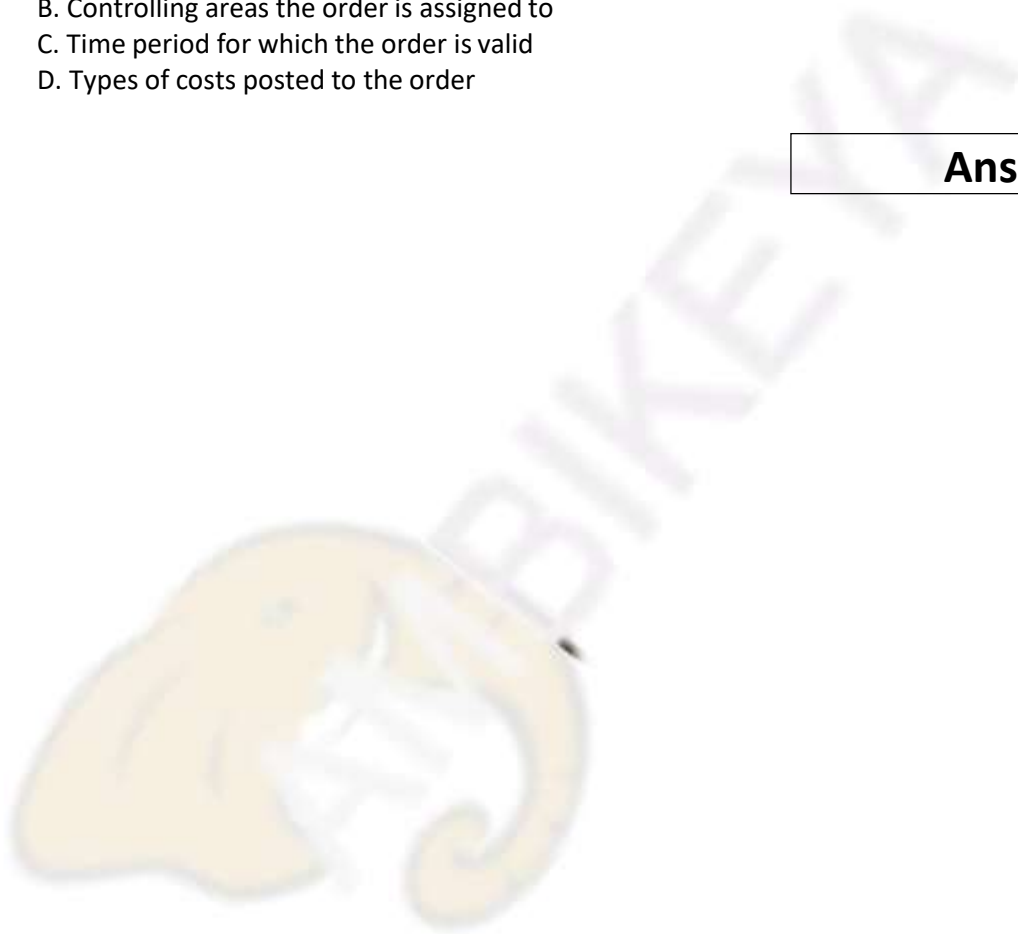 B. Controlling areas the order is assigned to
C. Time period for which the order is valid
D. Types of costs posted to the order
Ans